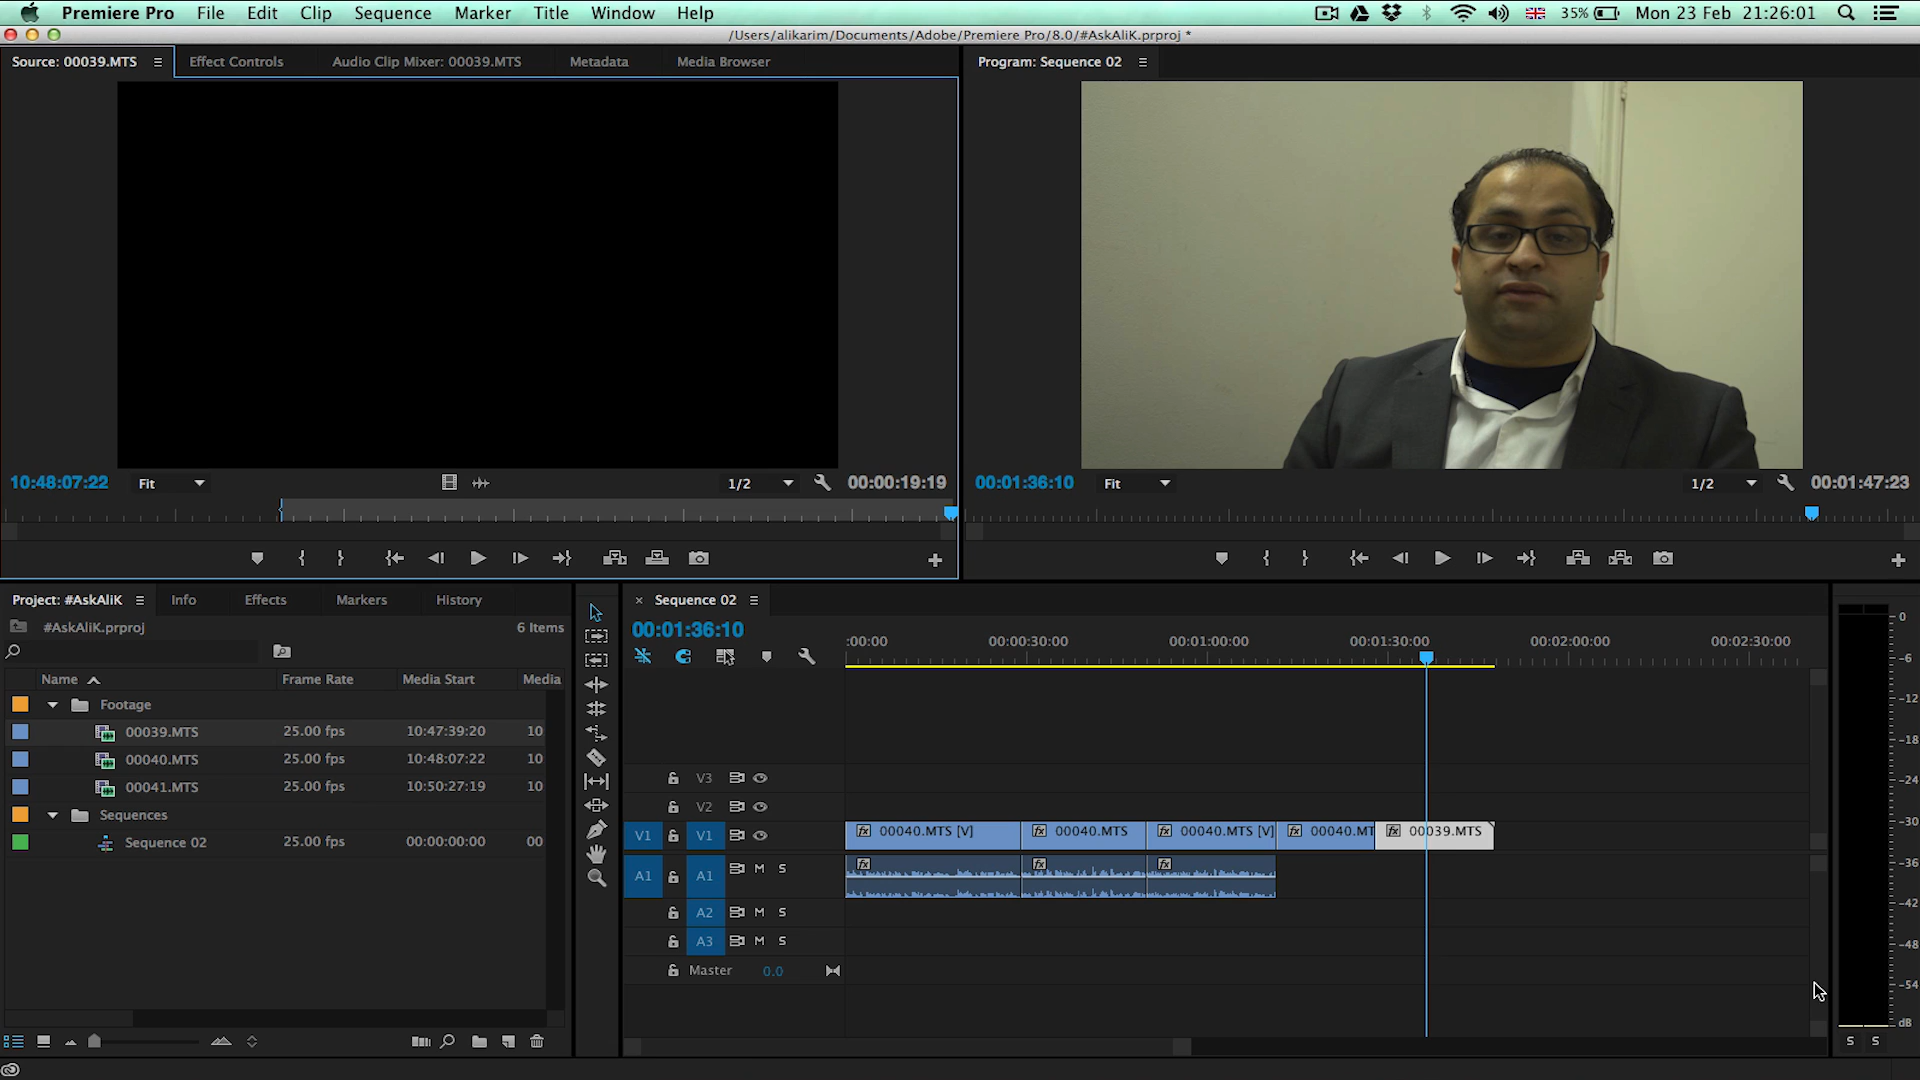 Premiere Pro File Edit Clip Sequence Marker Title Window Help 35% Mon 23 Feb 21:26:01
/Users/alikarim/Documents/Adobe/Premiere Pro/8.0/#AskAliK.prproj *
Source: 00039.MTS Effect Controls Audio Clip Mixer: 00039.MTS Metadata Media Browser
Program: Sequence 02
10:48:07:22 Fit 1/2 00:00:19:19
00:01:36:10 Fit 1/2 00:01:47:23
Project: #AskAliK Info Effects Markers History
#AskAliK.prproj 6 Items
Name Frame Rate Media Start Media
Footage
00039.MTS 25.00 fps 10:47:39:20 10
00040.MTS 25.00 fps 10:48:07:22 10
00041.MTS 25.00 fps 10:50:27:19 10
Sequences
Sequence 02 25.00 fps 00:00:00:00 00
× Sequence 02
00:01:36:10
:00:00 00:00:30:00 00:01:00:00 00:01:30:00 00:02:00:00 00:02:30:00
V3
V2
V1 V1 fx 00040.MTS [V] fx 00040.MTS fx 00040.MTS [V] fx 00040.MT fx 00039.MTS
A1 A1 M S fx fx fx
A2 M S
A3 M S
Master 0.0
0
-6
-12
-18
-24
-30
-36
-42
-48
-54
dB
S S